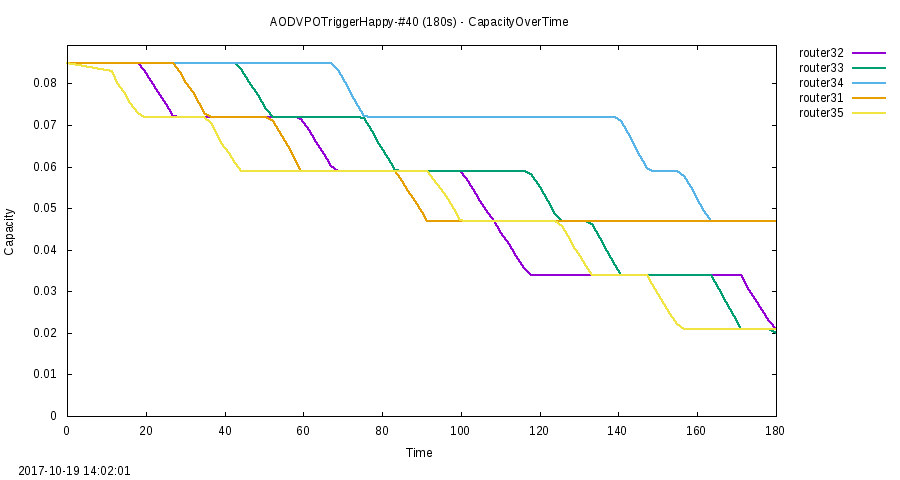 AODVPOTriggerHappy-#40 (180s) - CapacityOverTime
router32
router33
router34
router31
router35
0.08
0.07
0.06
0.05
0.04
0.03
0.02
0.01
0
Capacity
0 20 40 60 80 100 120 140 160 180
Time
2017-10-19 14:02:01